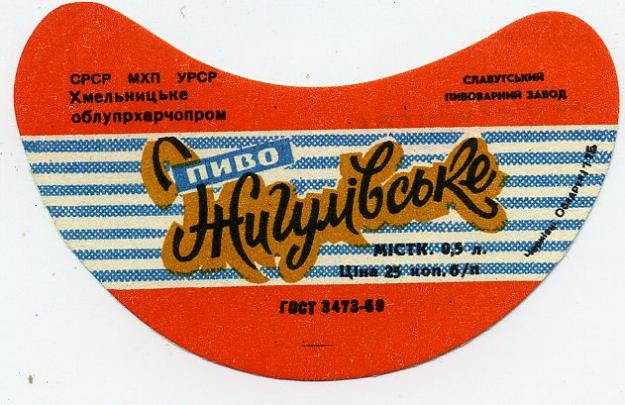 СРСР МХП УРСР
Хмельницьке
облупрхарчопром
СЛАВУТСЬКИЙ
ПИВОВАРНИЙ ЗАВОД
ПИВО
Жигулівське
МІСТК. 0,5 л.
Ціна 25 коп. б/п
ГОСТ 3473-69